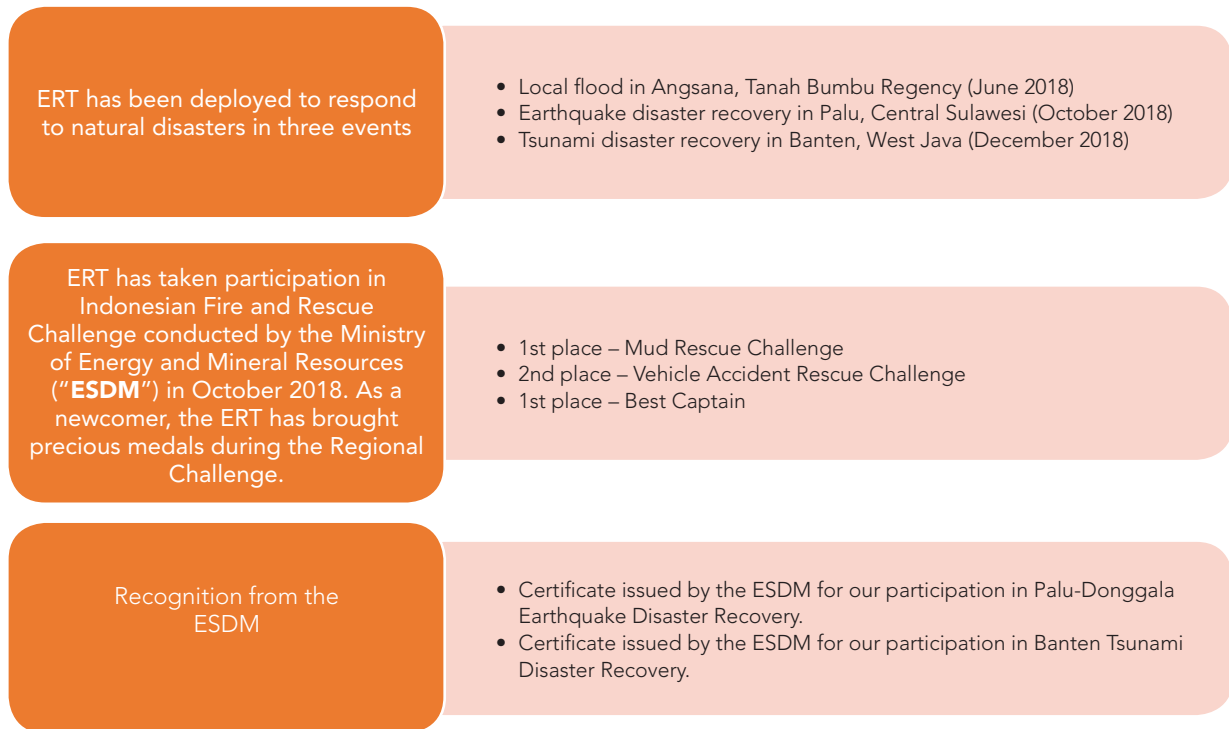 ERT has been deployed to respond
to natural disasters in three events
• Local flood in Angsana, Tanah Bumbu Regency (June 2018)
• Earthquake disaster recovery in Palu, Central Sulawesi (October 2018)
• Tsunami disaster recovery in Banten, West Java (December 2018)
ERT has taken participation in
Indonesian Fire and Rescue
Challenge conducted by the Ministry
of Energy and Mineral Resources
(“ESDM”) in October 2018. As a
newcomer, the ERT has brought
precious medals during the Regional
Challenge.
• 1st place – Mud Rescue Challenge
• 2nd place – Vehicle Accident Rescue Challenge
• 1st place – Best Captain
Recognition from the
ESDM
• Certificate issued by the ESDM for our participation in Palu-Donggala
Earthquake Disaster Recovery.
• Certificate issued by the ESDM for our participation in Banten Tsunami
Disaster Recovery.